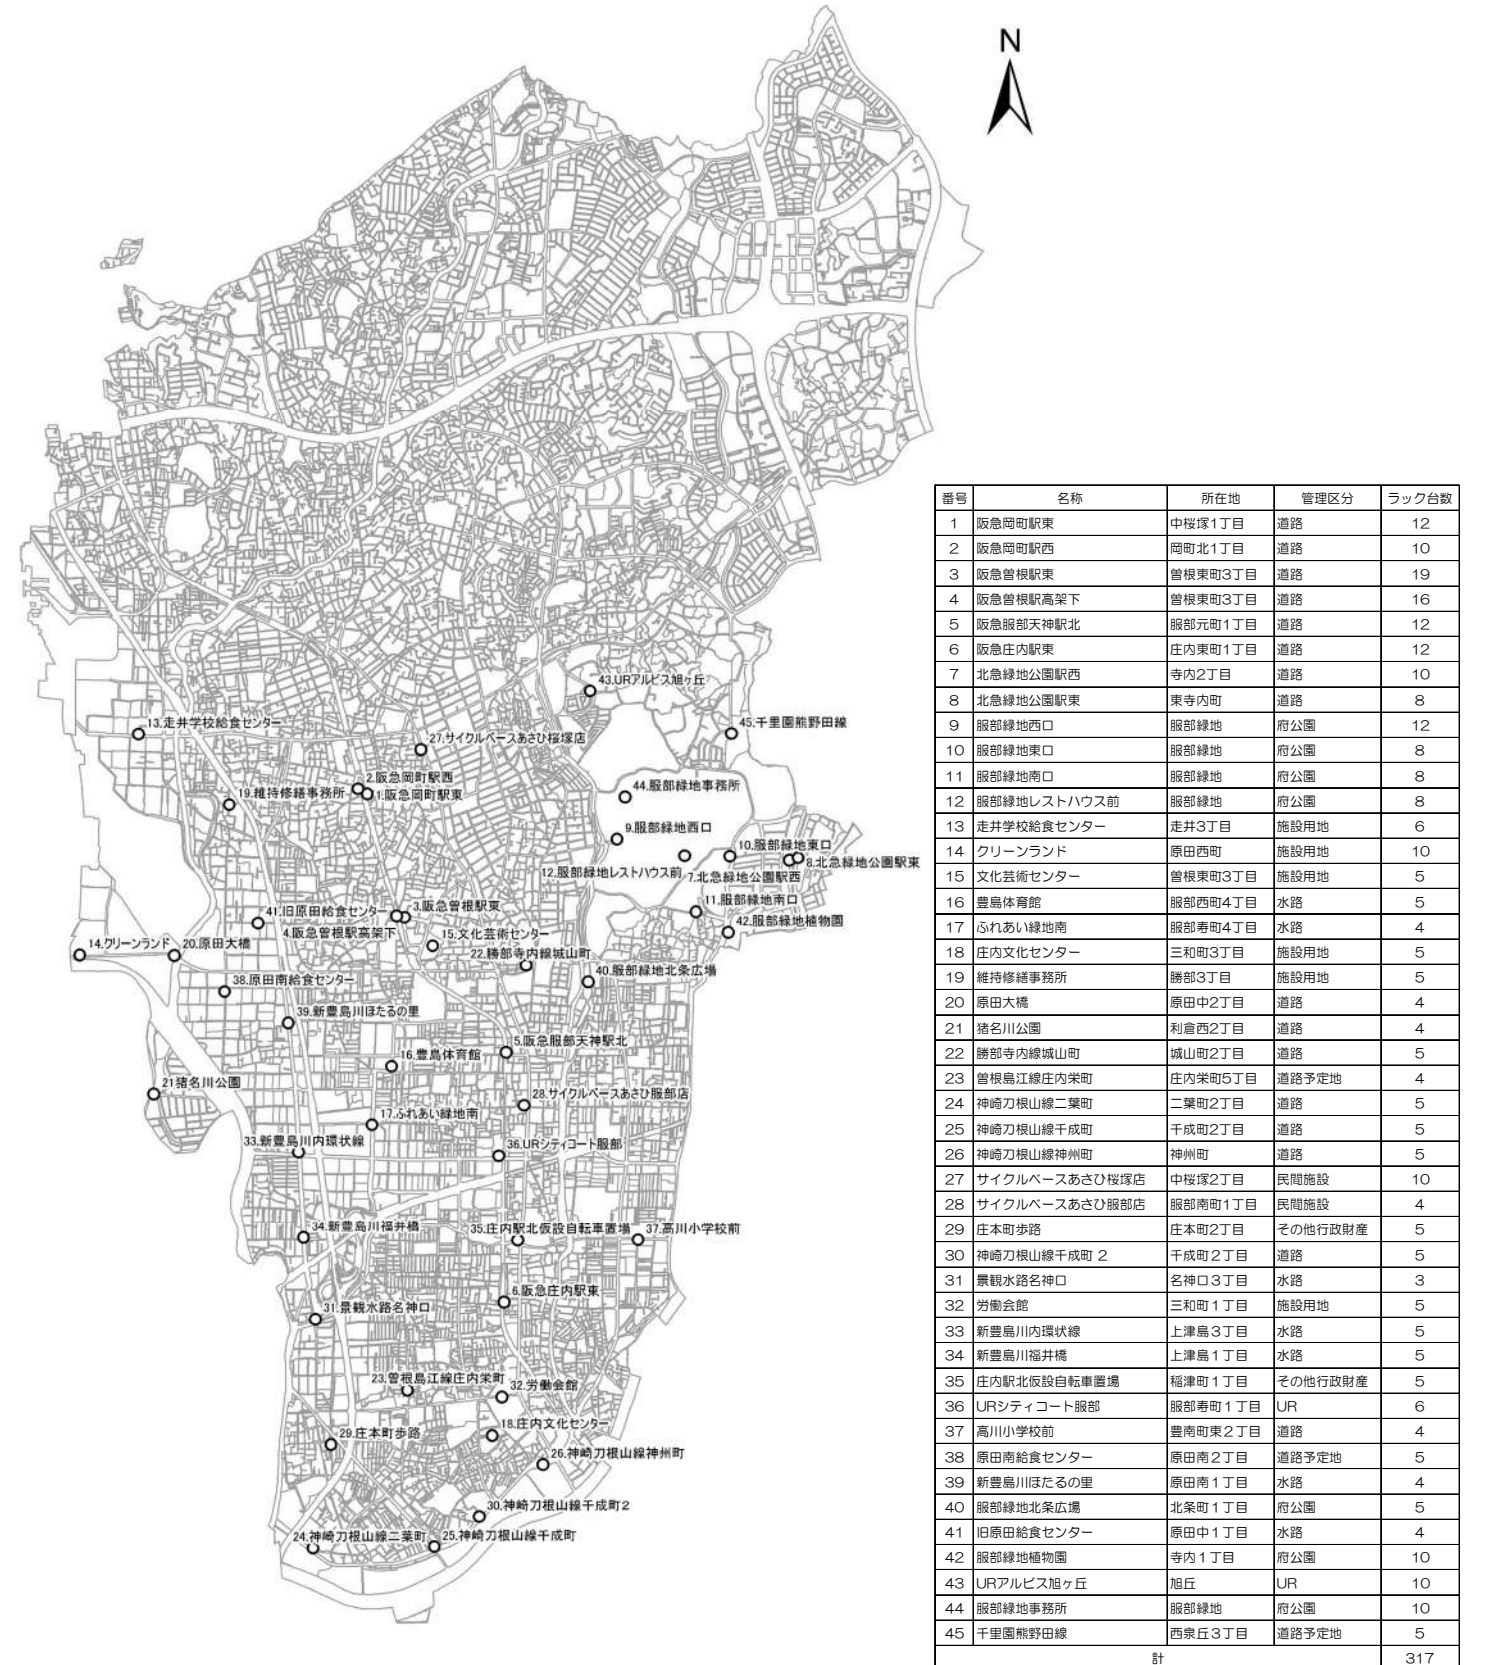 N
43.URアルビス旭ヶ丘
13.走井学校給食センター
45.千里園熊野田線
27.サイクルベースあさひ桜塚店
2.阪急岡町駅西
19.維持修繕事務所
1.阪急岡町駅東
44.服部緑地事務所
9.服部緑地西口
10.服部緑地東口
8.北急緑地公園駅東
12.服部緑地レストハウス前
7.北急緑地公園駅西
3.阪急曽根駅東
11.服部緑地南口
41.旧原田給食センター
42.服部緑地植物園
4.阪急曽根駅高架下
15.文化芸術センター
14.クリーンランド
20.原田大橋
22.勝部寺内線城山町
40.服部緑地北条広場
38.原田南給食センター
39.新豊島川ほたるの里
5.阪急服部天神駅北
16.豊島体育館
21猪名川公園
28.サイクルベースあさひ服部店
17.ふれあい緑地南
33.新豊島川内環状線
36.URシティコート服部
34.新豊島川福井橋
35.庄内駅北仮設自転車置場
37.高川小学校前
6.阪急庄内駅東
31.景観水路名神口
23.曽根島江線庄内栄町
32.労働会館
18.庄内文化センター
29.庄本町歩路
26.神崎刀根山線神州町
30.神崎刀根山線千成町2
24.神崎刀根山線二葉町
25.神崎刀根山線千成町
番号 名称 所在地 管理区分 ラック台数
1 阪急岡町駅東 中桜塚1丁目 道路 12
2 阪急岡町駅西 岡町北1丁目 道路 10
3 阪急曽根駅東 曽根東町3丁目 道路 19
4 阪急曽根駅高架下 曽根東町3丁目 道路 16
5 阪急服部天神駅北 服部元町1丁目 道路 12
6 阪急庄内駅東 庄内東町1丁目 道路 12
7 北急緑地公園駅西 寺内2丁目 道路 10
8 北急緑地公園駅東 東寺内町 道路 8
9 服部緑地西口 服部緑地 府公園 12
10 服部緑地東口 服部緑地 府公園 8
11 服部緑地南口 服部緑地 府公園 8
12 服部緑地レストハウス前 服部緑地 府公園 8
13 走井学校給食センター 走井3丁目 施設用地 6
14 クリーンランド 原田西町 施設用地 10
15 文化芸術センター 曽根東町3丁目 施設用地 5
16 豊島体育館 服部西町4丁目 水路 5
17 ふれあい緑地南 服部寿町4丁目 水路 4
18 庄内文化センター 三和町3丁目 施設用地 5
19 維持修繕事務所 勝部3丁目 施設用地 5
20 原田大橋 原田中2丁目 道路 4
21 猪名川公園 利倉西2丁目 道路 4
22 勝部寺内線城山町 城山町2丁目 道路 5
23 曽根島江線庄内栄町 庄内栄町5丁目 道路予定地 4
24 神崎刀根山線二葉町 二葉町2丁目 道路 5
25 神崎刀根山線千成町 千成町2丁目 道路 5
26 神崎刀根山線神州町 神州町 道路 5
27 サイクルベースあさひ桜塚店 中桜塚2丁目 民間施設 10
28 サイクルベースあさひ服部店 服部南町1丁目 民間施設 4
29 庄本町歩路 庄本町2丁目 その他行政財産 5
30 神崎刀根山線千成町 2 千成町2丁目 道路 5
31 景観水路名神口 名神口3丁目 水路 3
32 労働会館 三和町1丁目 施設用地 5
33 新豊島川内環状線 上津島3丁目 水路 5
34 新豊島川福井橋 上津島1丁目 水路 5
35 庄内駅北仮設自転車置場 稲津町1丁目 その他行政財産 5
36 URシティコート服部 服部寿町1丁目 UR 6
37 高川小学校前 豊南町東2丁目 道路 4
38 原田南給食センター 原田南2丁目 道路予定地 5
39 新豊島川ほたるの里 原田南1丁目 水路 4
40 服部緑地北条広場 北条町1丁目 府公園 5
41 旧原田給食センター 原田中1丁目 水路 4
42 服部緑地植物園 寺内1丁目 府公園 10
43 URアルビス旭ヶ丘 旭丘 UR 10
44 服部緑地事務所 服部緑地 府公園 10
45 千里園熊野田線 西泉丘3丁目 道路予定地 5
計 317